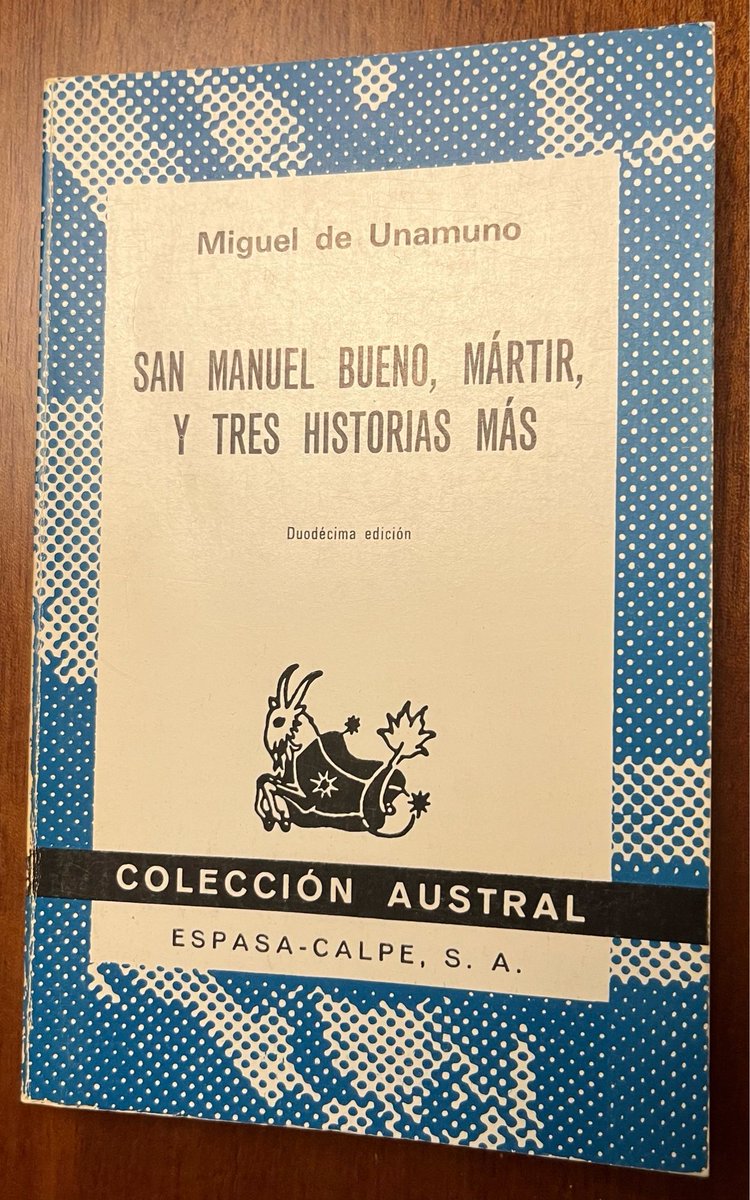 Miguel de Unamuno
SAN MANUEL BUENO, MÁRTIR,
Y TRES HISTORIAS MÁS
Duodécima edición
COLECCIÓN AUSTRAL
ESPASA-CALPE, S. A.